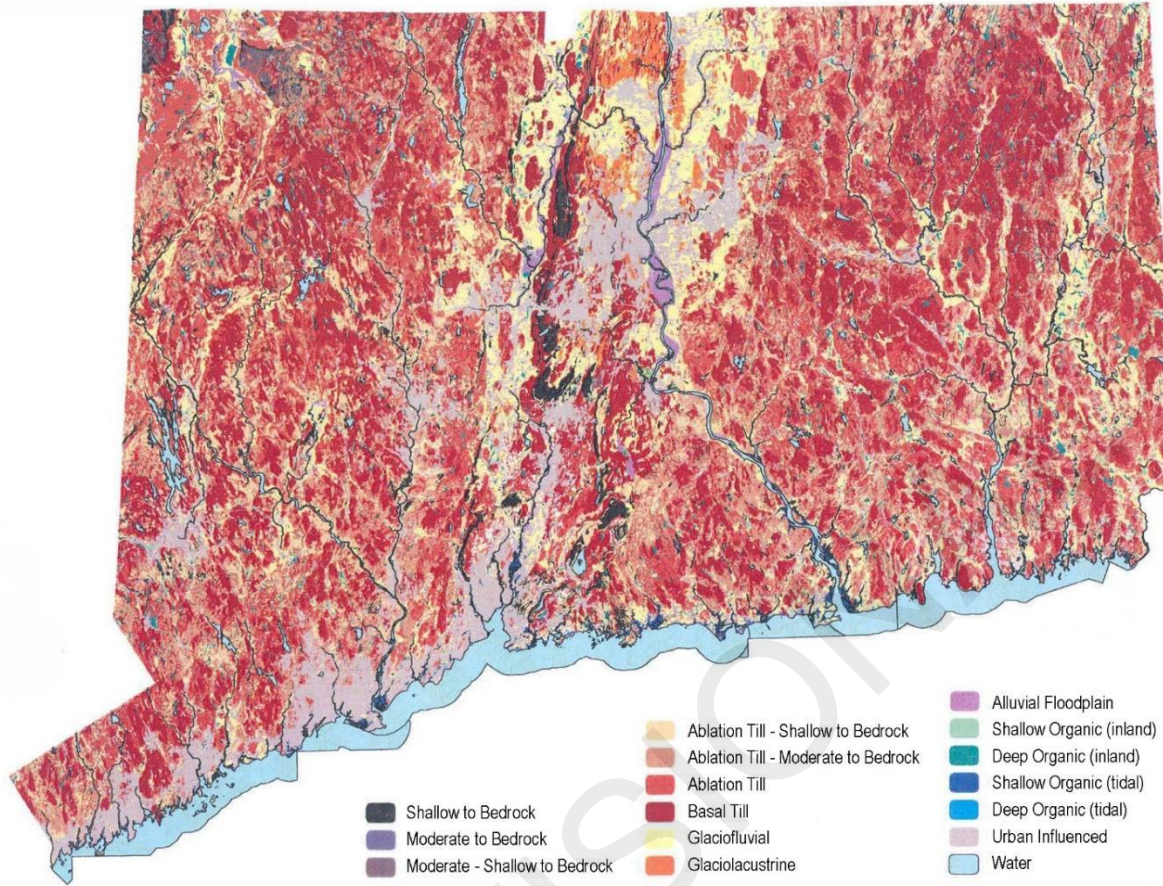 Shallow to Bedrock
Moderate to Bedrock
Moderate - Shallow to Bedrock
Ablation Till - Shallow to Bedrock
Ablation Till - Moderate to Bedrock
Ablation Till
Basal Till
Glaciofluvial
Glaciolacustrine
Alluvial Floodplain
Shallow Organic (inland)
Deep Organic (inland)
Shallow Organic (tidal)
Deep Organic (tidal)
Urban Influenced
Water